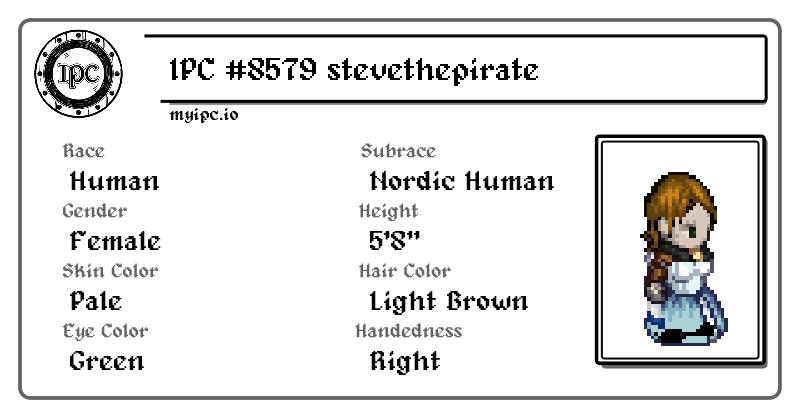 IPC
IPC #8579 stevethepirate
myipc.io
Race
Human
Subrace
Nordic Human
Gender
Female
Height
5'8"
Skin Color
Pale
Hair Color
Light Brown
Eye Color
Green
Handedness
Right